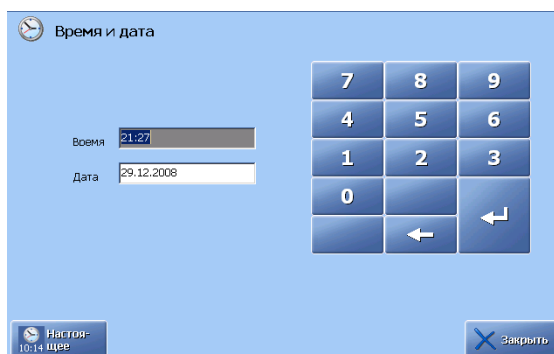 Время и дата
7 8 9
4 5 6
Время 21:27
1 2 3
Дата 29.12.2008
0
Настоя-
10:14 щее
Закрыть